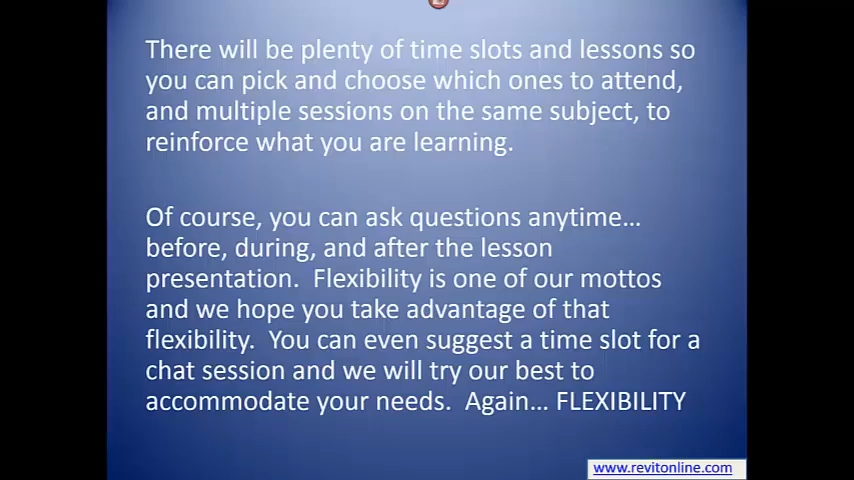 There will be plenty of time slots and lessons so
you can pick and choose which ones to attend,
and multiple sessions on the same subject, to
reinforce what you are learning.
Of course, you can ask questions anytime…
before, during, and after the lesson
presentation.  Flexibility is one of our mottos
and we hope you take advantage of that
flexibility.  You can even suggest a time slot for a
chat session and we will try our best to
accommodate your needs.  Again… FLEXIBILITY
www.revitonline.com